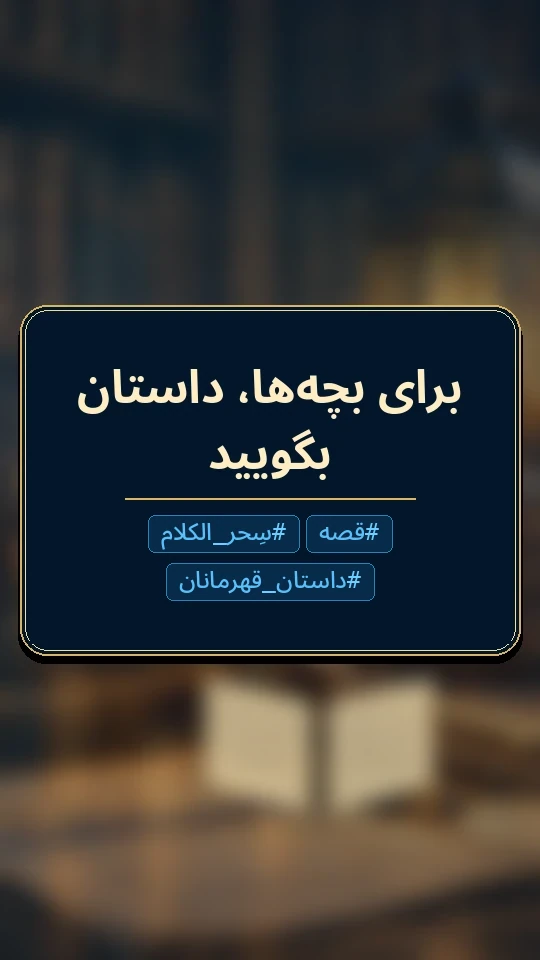 برای بچه‌ها، داستان
بگویید
#قصه #سِحر_الکلام
#داستان_قهرمانان